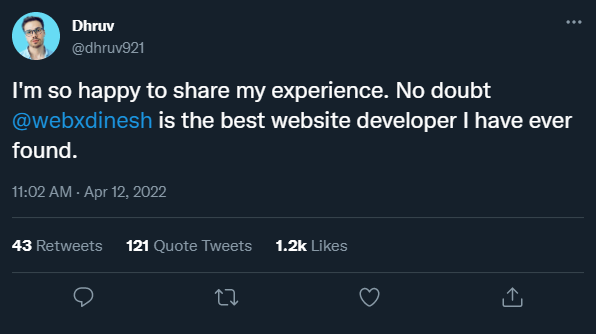 Dhruv
@dhruv921
I'm so happy to share my experience. No doubt
@webxdinesh is the best website developer I have ever
found.
11:02 AM · Apr 12, 2022
43 Retweets 121 Quote Tweets 1.2k Likes